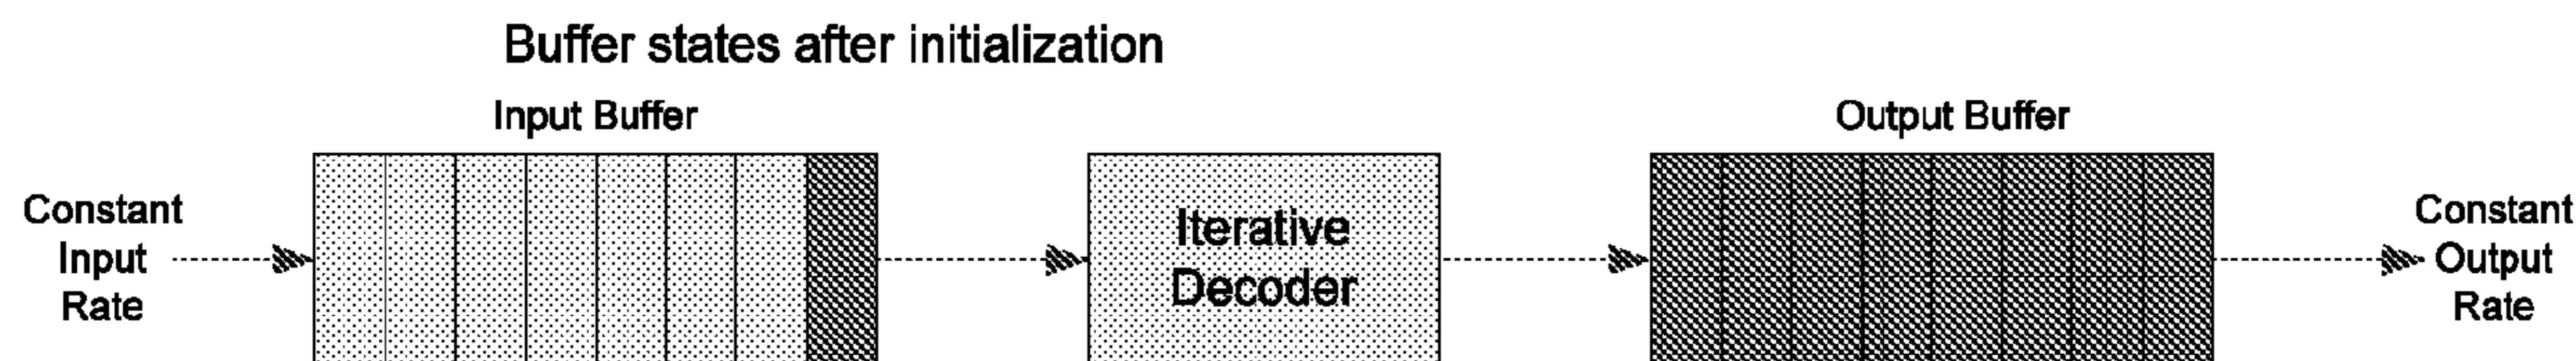 Buffer states after initialization
Input Buffer
Output Buffer
Constant
Input
Rate
Iterative
Decoder
Constant
Output
Rate